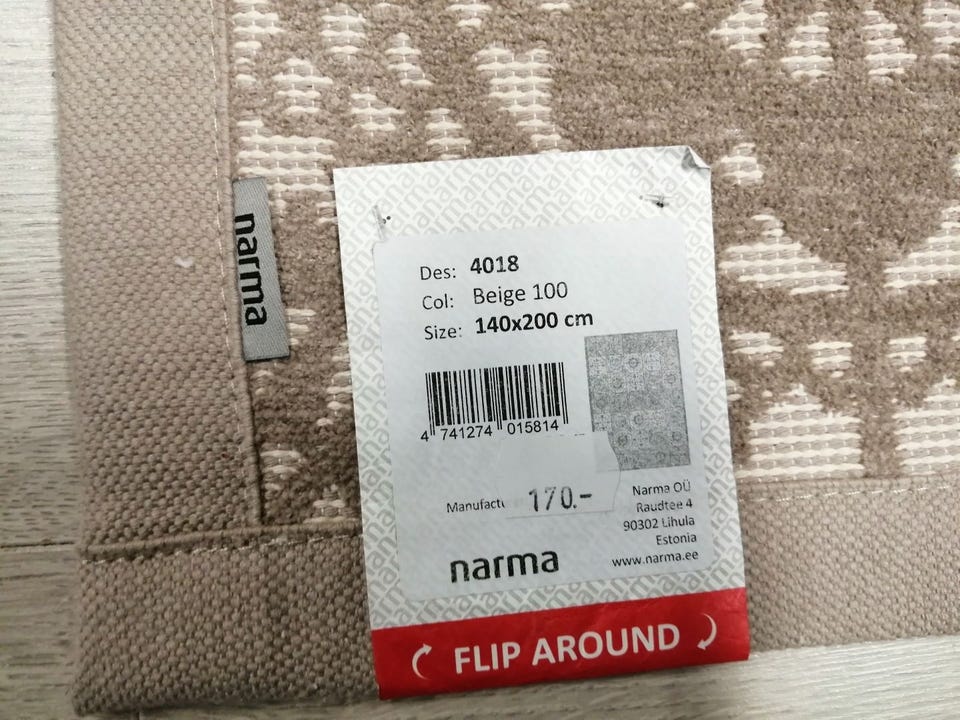 narma
Des: 4018
Col: Beige 100
Size: 140x200 cm
4 741274 015814
170.-
Narma OÜ
Raudtee 4
90302 Lihula
Estonia
www.narma.ee
narma
FLIP AROUND